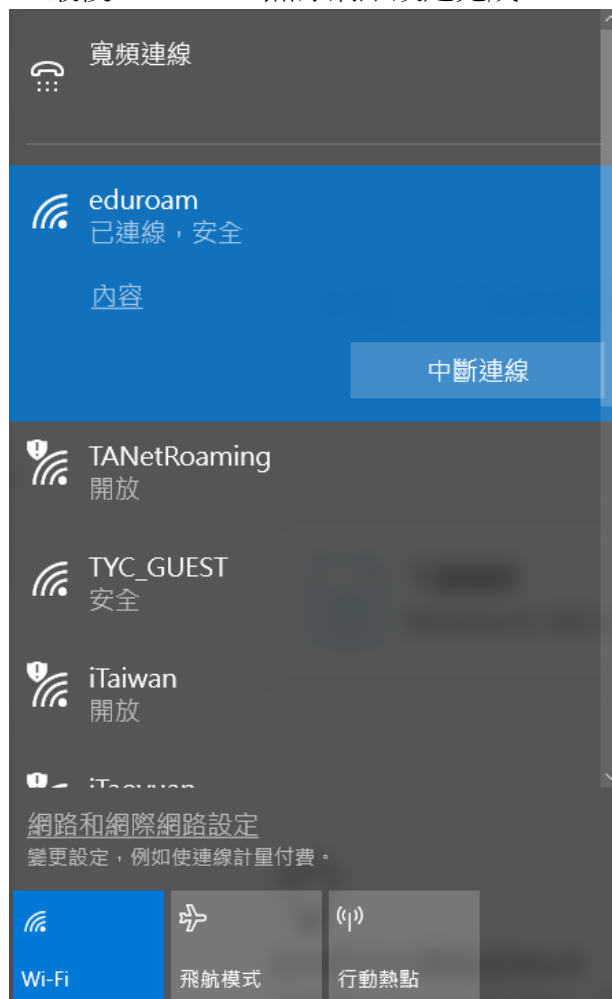 寬頻連線
eduroam
已連線，安全
內容
中斷連線
TANetRoaming
開放
TYC_GUEST
安全
iTaiwan
開放
網路和網際網路設定
變更設定，例如使連線計量付費。
Wi-Fi
飛航模式
行動熱點